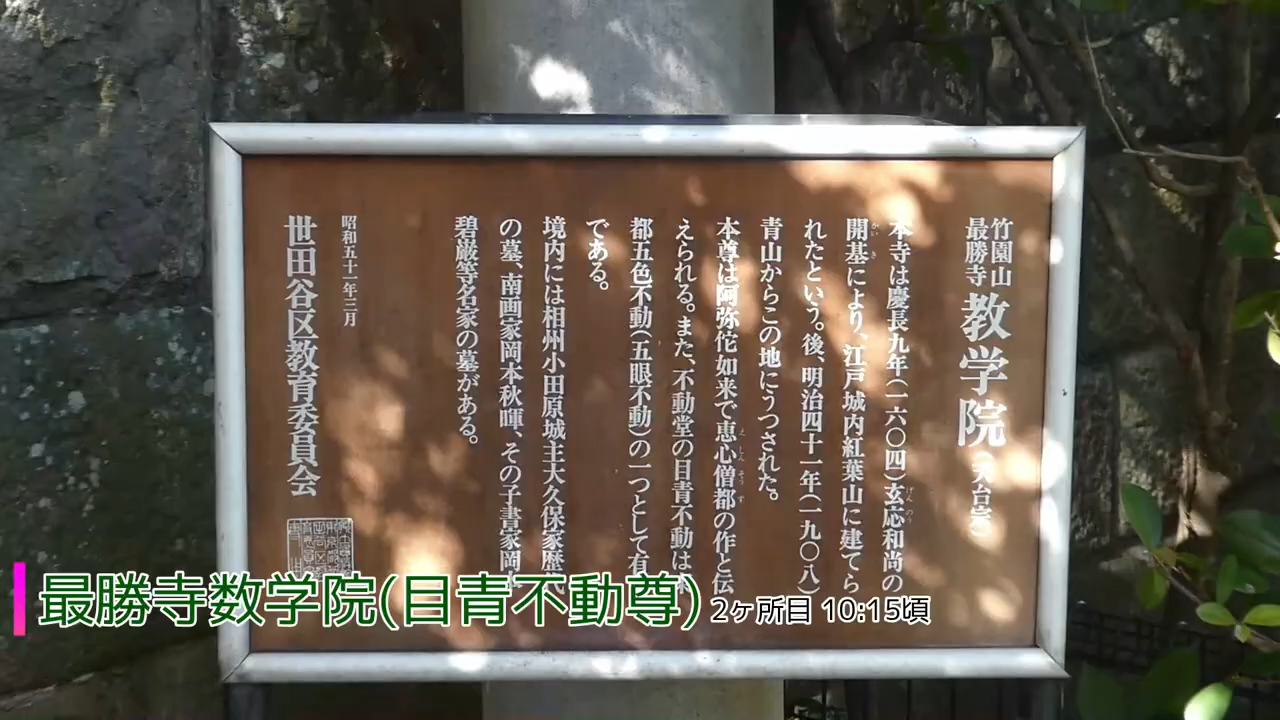 竹園山
最勝寺 教学院(天台宗)
本寺は慶長九年(一六〇四)玄応和尚の
開基により、江戸城内紅葉山に建てら
れたという。後、明治四十一年(一九〇八)
青山からこの地にうつされた。
本尊は阿弥佗如来で恵心僧都の作と伝
えられる。また、不動堂の目青不動は
都五色不動(五眼不動)の一つとして有
である。
境内には相州小田原城主大久保家歴
の墓、南画家岡本秋暉、その子書家岡
碧巌等名家の墓がある。
昭和五十一年三月
世田谷区教育委員会
最勝寺数学院(目青不動尊) 2ヶ所目 10:15頃